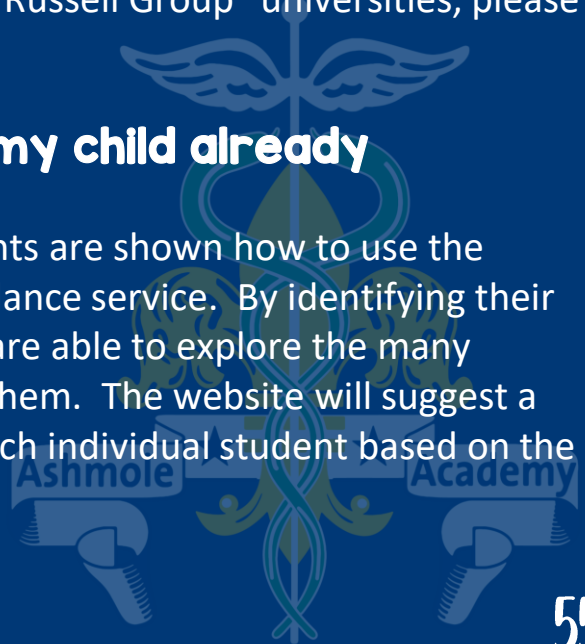 Russell Group" universities, please
my child already
nts are shown how to use the
ance service. By identifying their
are able to explore the many
hem. The website will suggest a
ch individual student based on the
Ashmole Academy